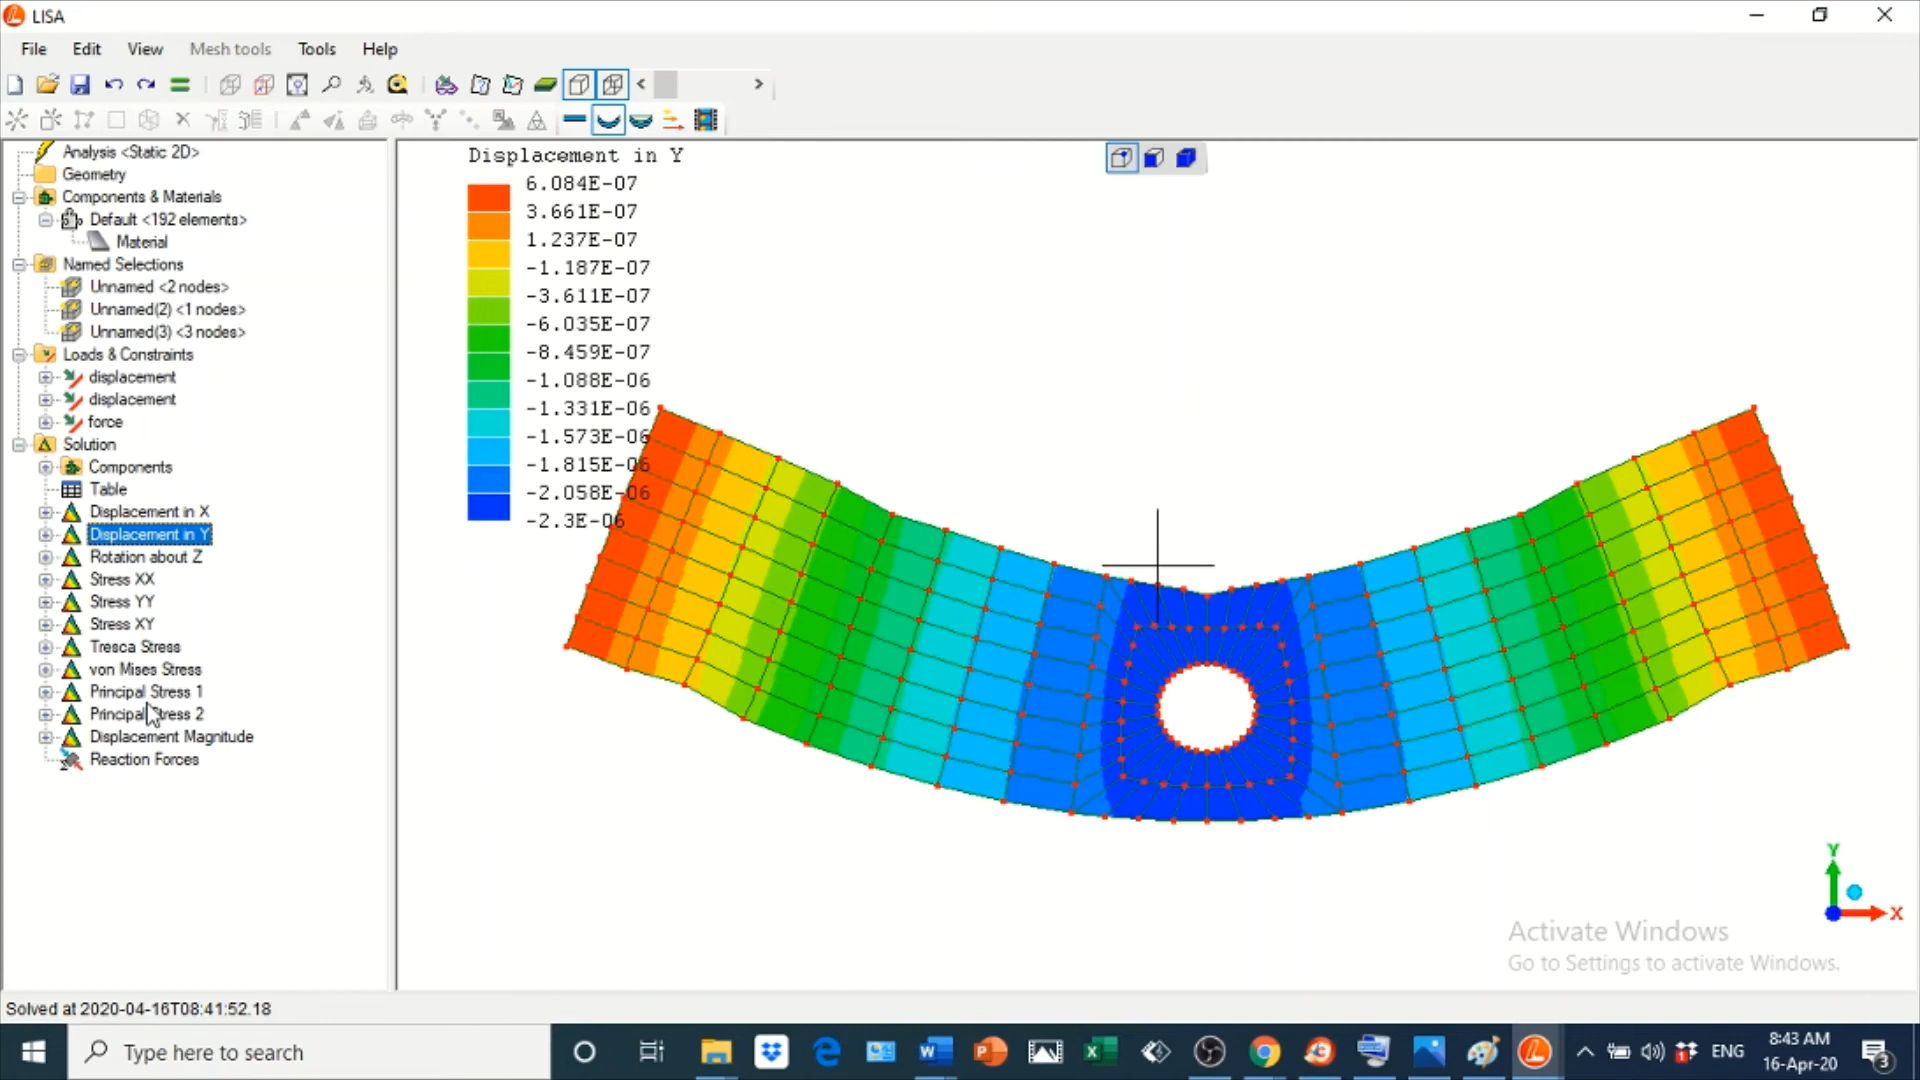 LISA
File Edit View Mesh tools Tools Help
Analysis <Static 2D>
Geometry
Components & Materials
Default <192 elements>
Material
Named Selections
Unnamed <2 nodes>
Unnamed(2) <1 nodes>
Unnamed(3) <3 nodes>
Loads & Constraints
displacement
displacement
force
Solution
Components
Table
Displacement in X
Displacement in Y
Rotation about Z
Stress XX
Stress YY
Stress XY
Tresca Stress
von Mises Stress
Principal Stress 1
Principal Stress 2
Displacement Magnitude
Reaction Forces
Displacement in Y
6.084E-07
3.661E-07
1.237E-07
-1.187E-07
-3.611E-07
-6.035E-07
-8.459E-07
-1.088E-06
-1.331E-06
-1.573E-06
-1.815E-06
-2.058E-06
-2.3E-06
Y
X
Activate Windows
Go to Settings to activate Windows.
Solved at 2020-04-16T08:41:52.18
Type here to search
ENG
8:43 AM
16-Apr-20
3